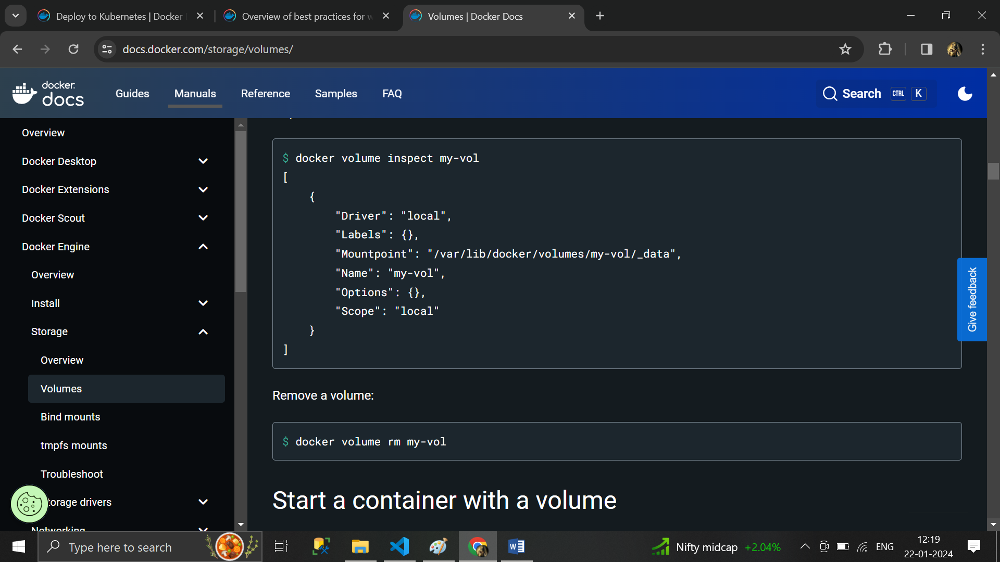 Deploy to Kubernetes | Docker
Overview of best practices for w
Volumes | Docker Docs
docs.docker.com/storage/volumes/
docker
docs
Guides
Manuals
Reference
Samples
FAQ
Search
CTRL
K
Overview
Docker Desktop
Docker Extensions
Docker Scout
Docker Engine
Overview
Install
Storage
Overview
Volumes
Bind mounts
tmpfs mounts
Troubleshoot
torage drivers
Networking
$ docker volume inspect my-vol
[
{
"Driver": "local",
"Labels": {},
"Mountpoint": "/var/lib/docker/volumes/my-vol/_data",
"Name": "my-vol",
"Options": {},
"Scope": "local"
}
]
Remove a volume:
$ docker volume rm my-vol
Start a container with a volume
Give feedback
Type here to search
Nifty midcap +2.04%
ENG
12:19
22-01-2024